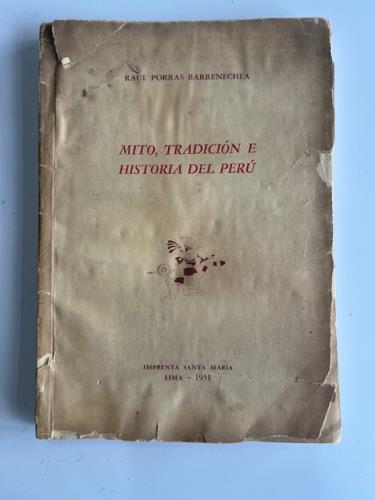 RAUL PORRAS BARRENECHEA
MITO, TRADICIÓN E
HISTORIA DEL PERÚ
IMPRENTA SANTA MARIA
LIMA - 1951